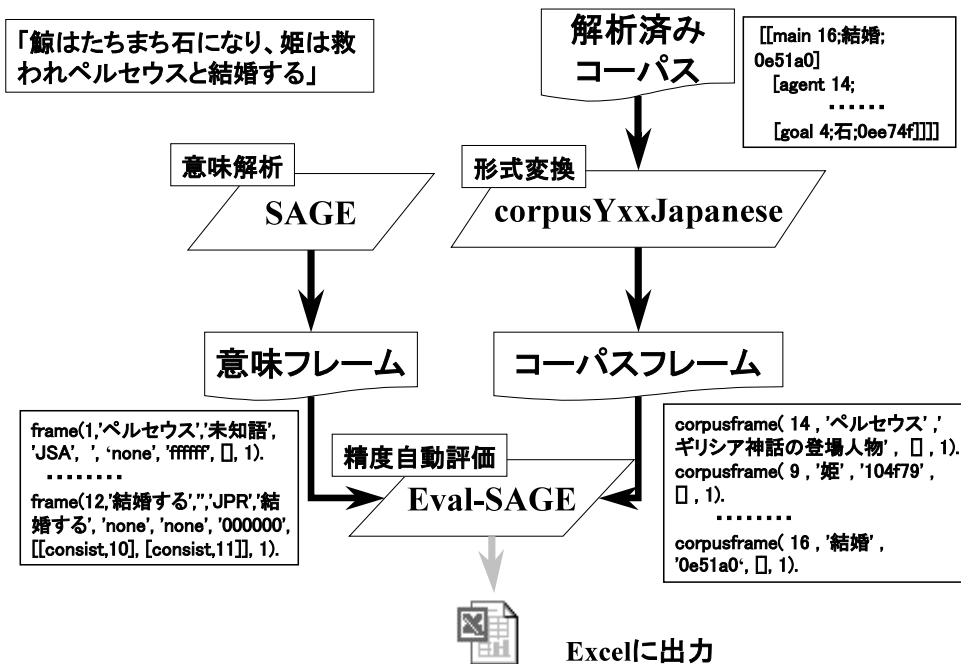 「鯨はたちまち石になり、姫は救
われペルセウスと結婚する」
解析済み
コーパス
[[main 16;結婚;
0e51a0]
[agent 14;
‥‥‥
[goal 4;石;0ee74f]]]]
意味解析
SAGE
形式変換
corpusYxxJapanese
意味フレーム
コーパスフレーム
frame(1,'ペルセウス','未知語',
'JSA', ', 'none', 'ffffff', [], 1).
‥‥‥‥
frame(12,'結婚する','','JPR','結
婚する', 'none', 'none', '000000',
[[consist,10], [consist,11]], 1).
精度自動評価
Eval-SAGE
corpusframe( 14 , 'ペルセウス' ,'
ギリシア神話の登場人物' , [] , 1).
corpusframe( 9 , '姫' , '104f79' ,
[] , 1).
‥‥‥‥
corpusframe( 16 , '結婚' ,
'0e51a0‘, [], 1).
Excelに出力